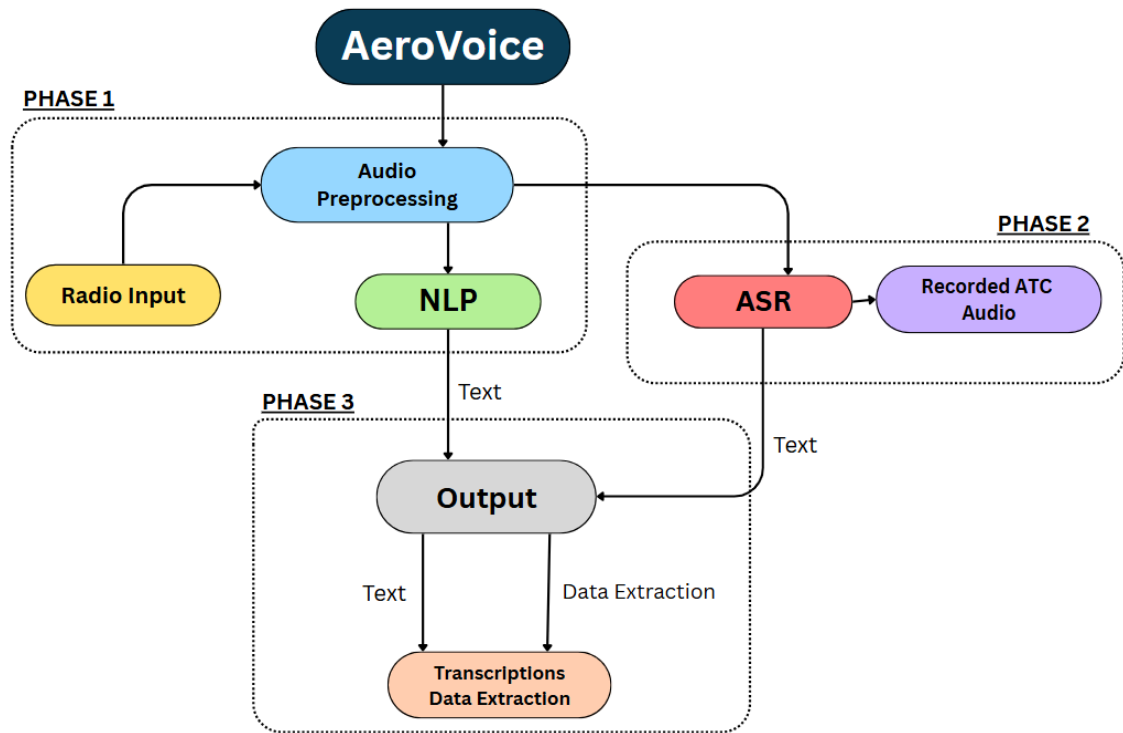 AeroVoice
PHASE 1
Audio
Preprocessing
Radio Input
NLP
PHASE 2
ASR
Recorded ATC
Audio
Text
Text
PHASE 3
Output
Text
Data Extraction
Transcriptions
Data Extraction